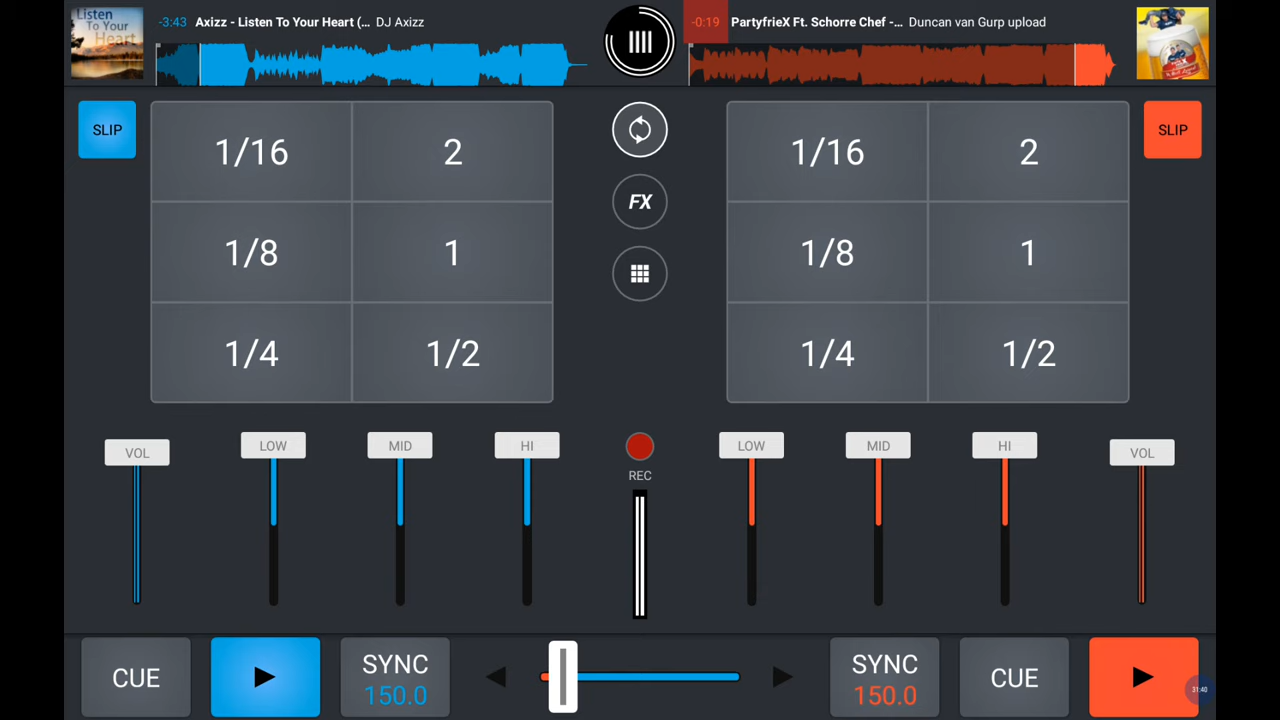 Listen
To Your
Heart
-3:43 Axizz - Listen To Your Heart (... DJ Axizz
-0:19 PartyfrieX Ft. Schorre Chef -... Duncan van Gurp upload
SLIP
1/16 2
1/8 1
1/4 1/2
FX
1/16 2
1/8 1
1/4 1/2
SLIP
VOL LOW MID HI
REC
LOW MID HI VOL
CUE SYNC
150.0
SYNC CUE
150.0
31:40